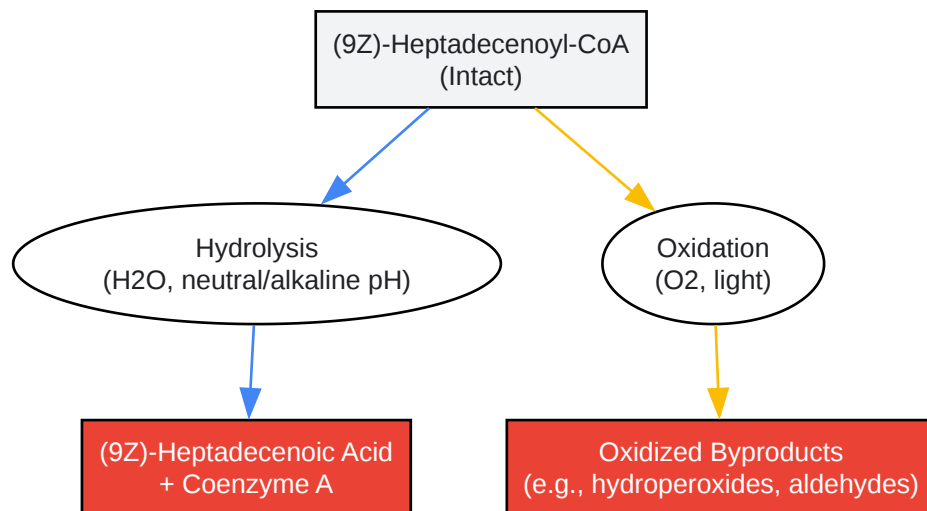 (9Z)-Heptadecenoyl-CoA
(Intact)
Hydrolysis
(H2O, neutral/alkaline pH)
Oxidation
(O2, light)
(9Z)-Heptadecenoic Acid
+ Coenzyme A
Oxidized Byproducts
(e.g., hydroperoxides, aldehydes)